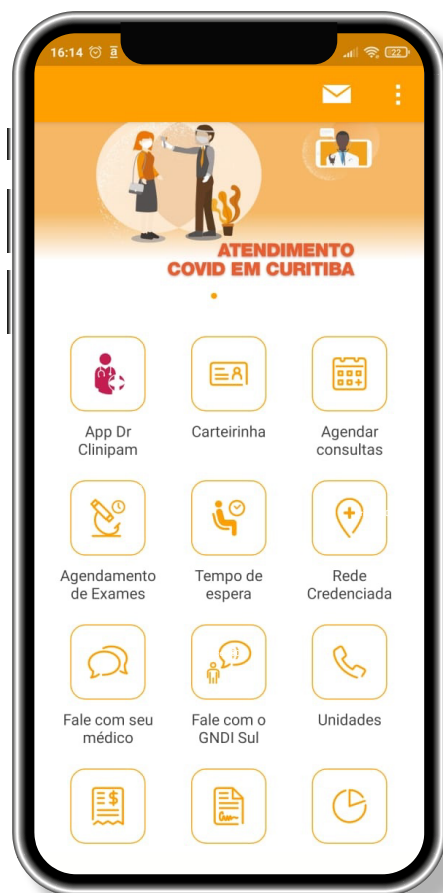 16:14 a 22
ATENDIMENTO
COVID EM CURITIBA
App Dr
Clinipam
Carteirinha
Agendar
consultas
Agendamento
de Exames
Tempo de
espera
Rede
Credenciada
Fale com seu
médico
Fale com o
GNDI Sul
Unidades